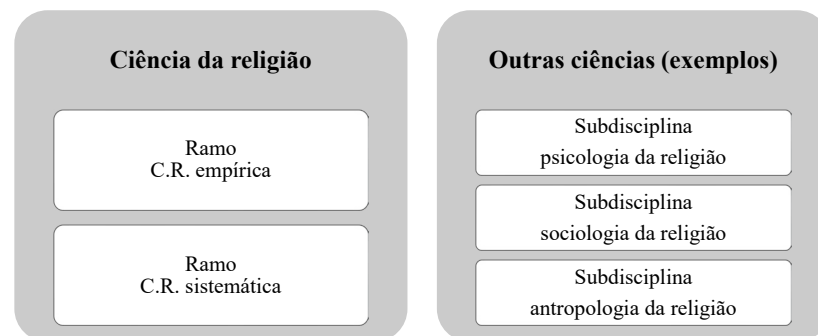 Ciência da religião
Ramo
C.R. empírica
Ramo
C.R. sistemática
Outras ciências (exemplos)
Subdisciplina
psicologia da religião
Subdisciplina
sociologia da religião
Subdisciplina
antropologia da religião